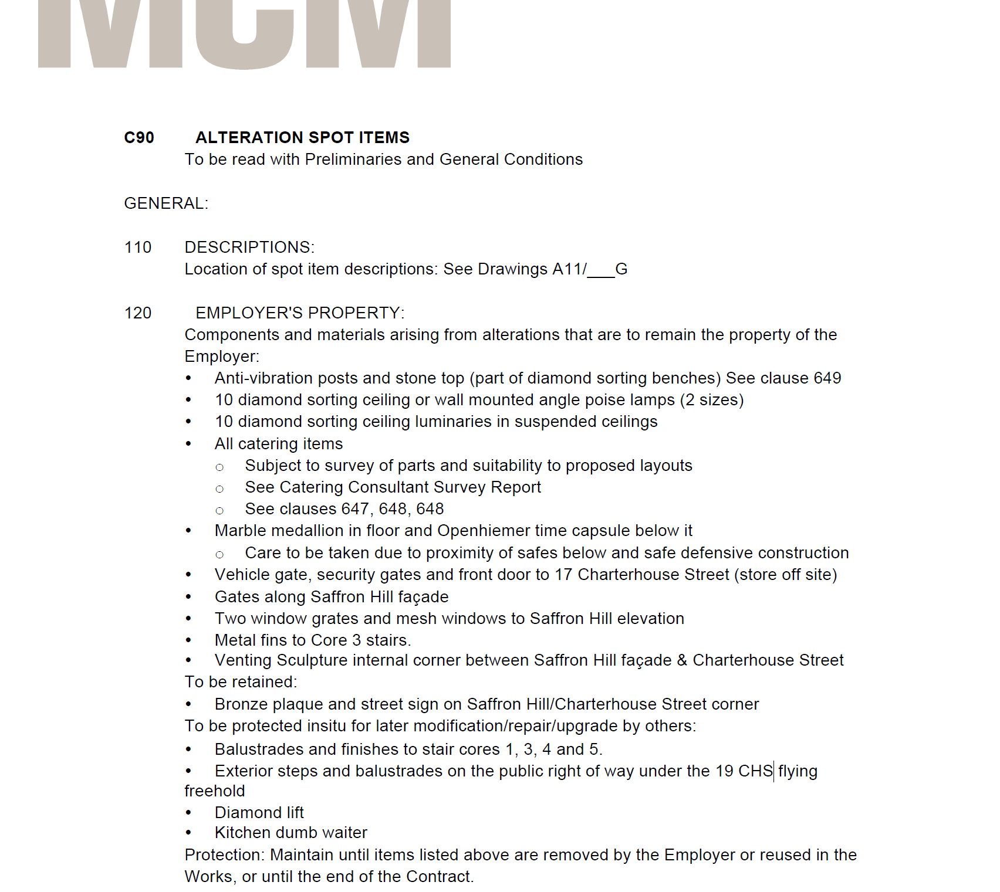 MCM
C90 ALTERATION SPOT ITEMS
To be read with Preliminaries and General Conditions
GENERAL:
110 DESCRIPTIONS:
Location of spot item descriptions: See Drawings A11/___G
120 EMPLOYER'S PROPERTY:
Components and materials arising from alterations that are to remain the property of the
Employer:
• Anti-vibration posts and stone top (part of diamond sorting benches) See clause 649
• 10 diamond sorting ceiling or wall mounted angle poise lamps (2 sizes)
• 10 diamond sorting ceiling luminaries in suspended ceilings
• All catering items
○ Subject to survey of parts and suitability to proposed layouts
○ See Catering Consultant Survey Report
○ See clauses 647, 648, 648
• Marble medallion in floor and Openhiemer time capsule below it
○ Care to be taken due to proximity of safes below and safe defensive construction
• Vehicle gate, security gates and front door to 17 Charterhouse Street (store off site)
• Gates along Saffron Hill façade
• Two window grates and mesh windows to Saffron Hill elevation
• Metal fins to Core 3 stairs.
• Venting Sculpture internal corner between Saffron Hill façade & Charterhouse Street
To be retained:
• Bronze plaque and street sign on Saffron Hill/Charterhouse Street corner
To be protected insitu for later modification/repair/upgrade by others:
• Balustrades and finishes to stair cores 1, 3, 4 and 5.
• Exterior steps and balustrades on the public right of way under the 19 CHS flying
freehold
• Diamond lift
• Kitchen dumb waiter
Protection: Maintain until items listed above are removed by the Employer or reused in the
Works, or until the end of the Contract.